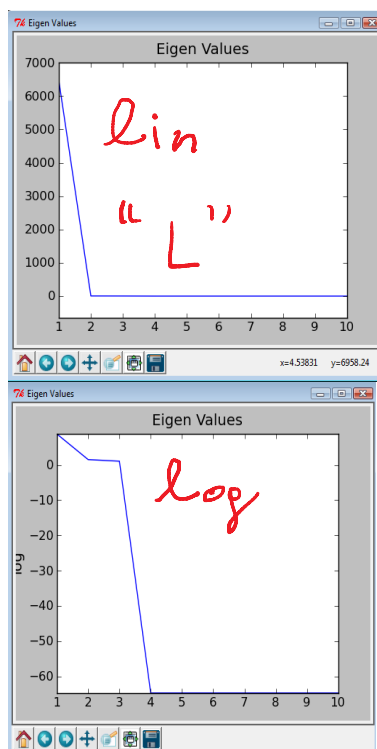 Eigen Values
Eigen Values
7000
6000
5000
4000
3000
2000
1000
0
1 2 3 4 5 6 7 8 9 10
lin
"L"
x=4.53831 y=6958.24
Eigen Values
Eigen Values
0
−10
−20
−30
−40
−50
−60
log
1 2 3 4 5 6 7 8 9 10
log